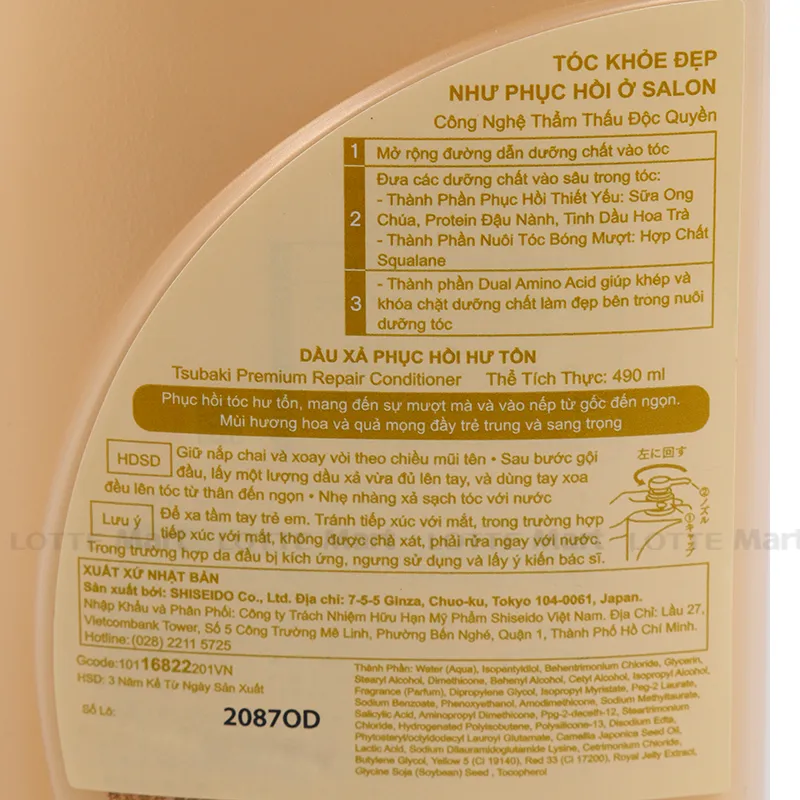 TÓC KHỎE ĐẸP
NHƯ PHỤC HỒI Ở SALON
Công Nghệ Thẩm Thấu Độc Quyền
1 Mở rộng đường dẫn dưỡng chất vào tóc
Đưa các dưỡng chất vào sâu trong tóc:
- Thành Phần Phục Hồi Thiết Yếu: Sữa Ong
2 Chúa, Protein Đậu Nành, Tinh Dầu Hoa Trà
- Thành Phần Nuôi Tóc Bóng Mượt: Hợp Chất
Squalane
- Thành phần Dual Amino Acid giúp khép và
3 khóa chặt dưỡng chất làm đẹp bên trong nuôi
dưỡng tóc
DẦU XẢ PHỤC HỒI HƯ TỔN
Tsubaki Premium Repair Conditioner Thể Tích Thực: 490 ml
Phục hồi tóc hư tổn, mang đến sự mượt mà và vào nếp từ gốc đến ngọn.
Mùi hương hoa và quả mọng đầy trẻ trung và sang trọng
HDSD Giữ nắp chai và xoay vòi theo chiều mũi tên • Sau bước gội
đầu, lấy một lượng dầu xả vừa đủ lên tay, và dùng tay xoa
đều lên tóc từ thân đến ngọn • Nhẹ nhàng xả sạch tóc với nước
左に回す
②ノズル
①キャップ
Lưu ý Để xa tầm tay trẻ em. Tránh tiếp xúc với mắt, trong trường hợp
tiếp xúc với mắt, không được chà xát, phải rửa ngay với nước.
Trong trường hợp da đầu bị kích ứng, ngưng sử dụng và lấy ý kiến bác sĩ.
LOTTE Mart LOTTE Mart
XUẤT XỨ NHẬT BẢN
Sản xuất bởi: SHISEIDO Co., Ltd. Địa chỉ: 7-5-5 Ginza, Chuo-ku, Tokyo 104-0061, Japan.
Nhập Khẩu và Phân Phối: Công ty Trách Nhiệm Hữu Hạn Mỹ Phẩm Shiseido Việt Nam. Địa Chỉ: Lầu 27,
Vietcombank Tower, Số 5 Công Trường Mê Linh, Phường Bến Nghé, Quận 1, Thành Phố Hồ Chí Minh.
Hotline: (028) 2211 5725
Gcode:10116822201VN
HSD: 3 Năm Kể Từ Ngày Sản Xuất
Số Lô: 2087OD
Thành Phần: Water (Aqua), Isopentyldiol, Behentrimonium Chloride, Glycerin,
Stearyl Alcohol, Dimethicone, Behenyl Alcohol, Cetyl Alcohol, Isopropyl Alcohol,
Fragrance (Parfum), Dipropylene Glycol, Isopropyl Myristate, Peg-2 Laurate,
Sodium Benzoate, Phenoxyethanol, Amodimethicone, Sodium Methyltaurate,
Salicylic Acid, Aminopropyl Dimethicone, Ppg-2-deceth-12, Steartrimonium
Chloride, Hydrogenated Polyisobutene, Polysilicone-13, Disodium Edta,
Phytosteryl/octyldodecyl Lauroyl Glutamate, Camellia Japonica Seed Oil,
Lactic Acid, Sodium Dilauramidoglutamide Lysine, Cetrimonium Chloride,
Butylene Glycol, Yellow 5 (CI 19140), Red 33 (CI 17200), Royal Jelly Extract,
Glycine Soja (Soybean) Seed , Tocopherol